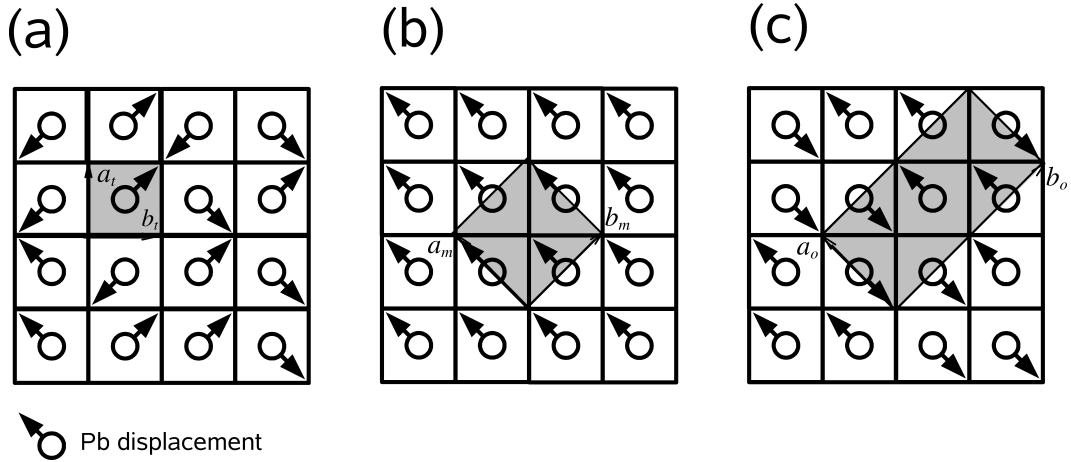 (a) (b) (c)
a_t
b_t
a_m
b_m
a_o
b_o
Pb displacement